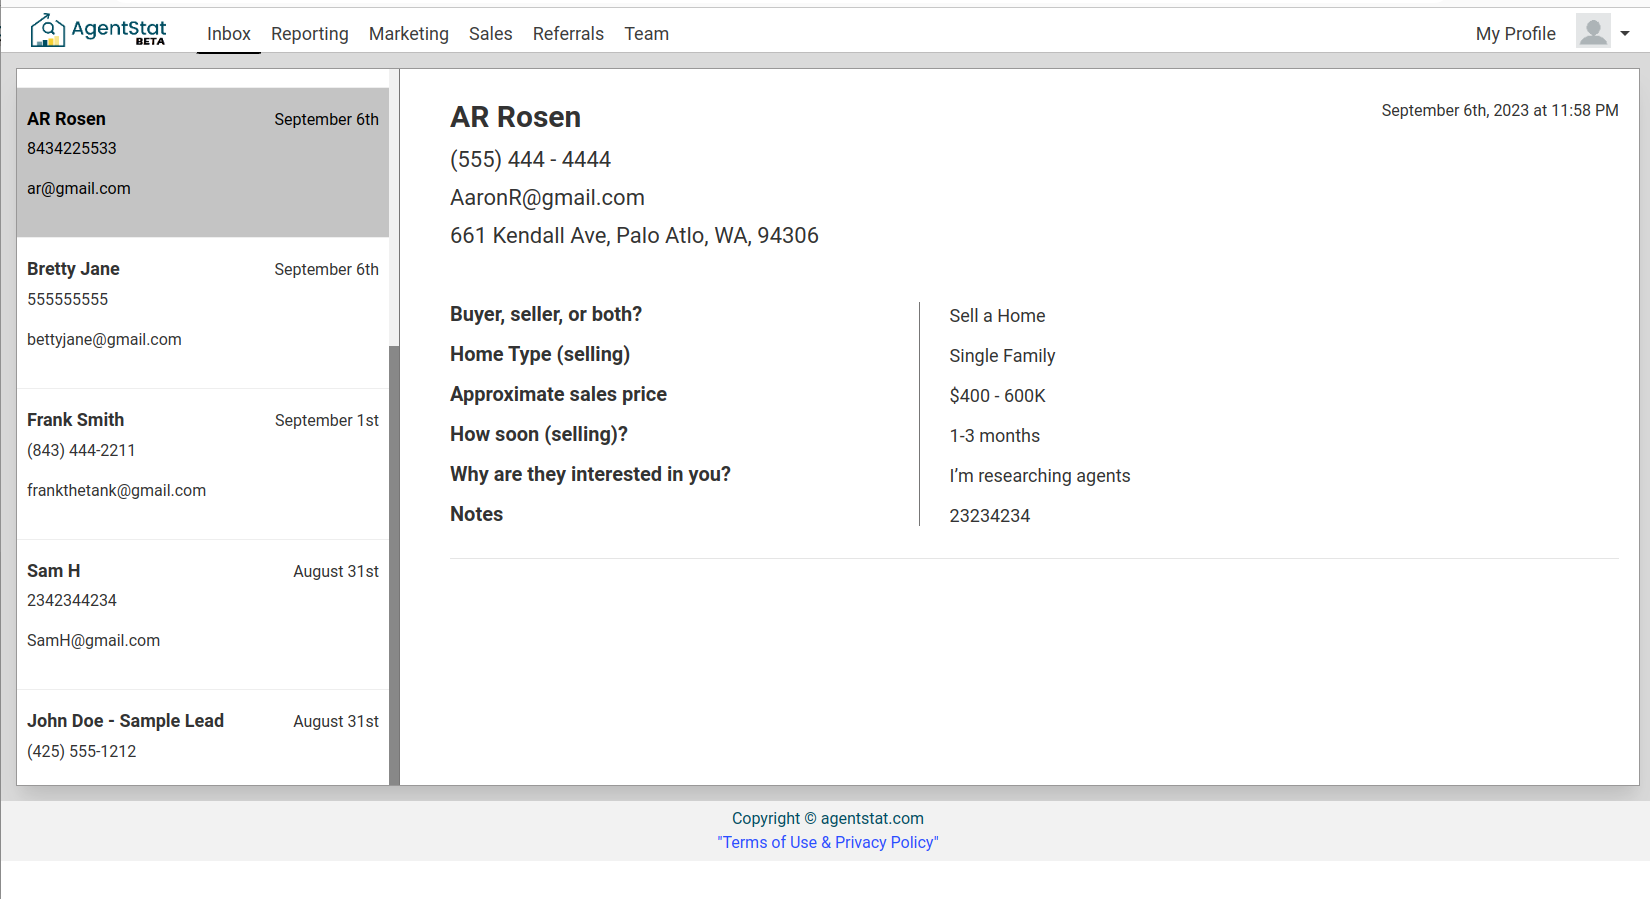 AgentStat
BETA
Inbox Reporting Marketing Sales Referrals Team
My Profile
AR Rosen September 6th
8434225533
ar@gmail.com
Bretty Jane September 6th
555555555
bettyjane@gmail.com
Frank Smith September 1st
(843) 444-2211
frankthetank@gmail.com
Sam H August 31st
2342344234
SamH@gmail.com
John Doe - Sample Lead August 31st
(425) 555-1212
AR Rosen September 6th, 2023 at 11:58 PM
(555) 444 - 4444
AaronR@gmail.com
661 Kendall Ave, Palo Atlo, WA, 94306
Buyer, seller, or both? Sell a Home
Home Type (selling) Single Family
Approximate sales price $400 - 600K
How soon (selling)? 1-3 months
Why are they interested in you? I’m researching agents
Notes 23234234
Copyright © agentstat.com
"Terms of Use & Privacy Policy"